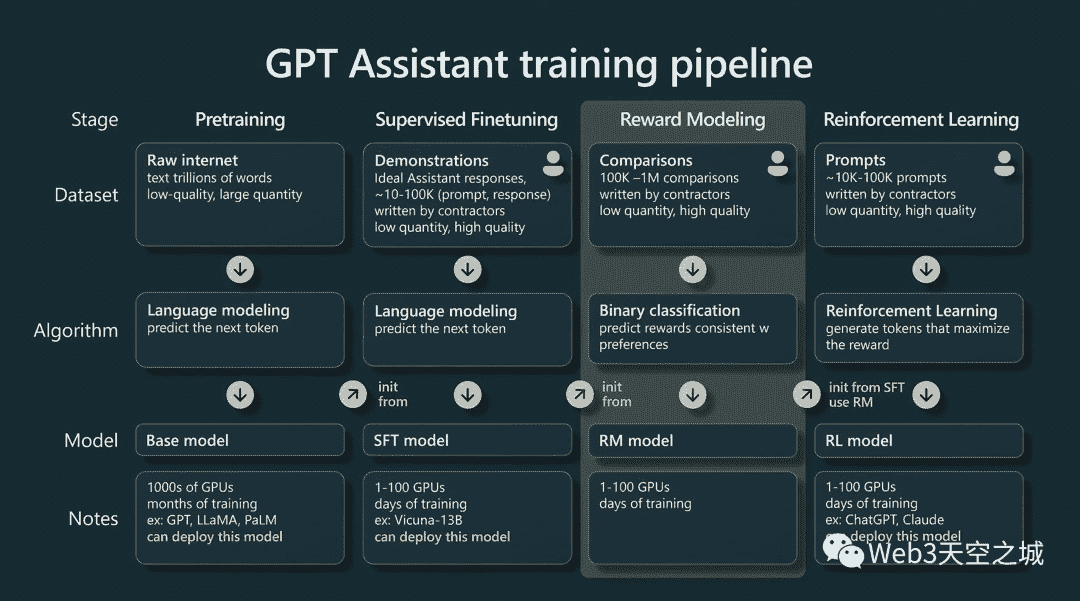 GPT Assistant training pipeline
Stage
Pretraining
Supervised Finetuning
Reward Modeling
Reinforcement Learning
Dataset
Raw internet
text trillions of words
low-quality, large quantity
Demonstrations
Ideal Assistant responses,
~10-100K (prompt, response)
written by contractors
low quantity, high quality
Comparisons
100K –1M comparisons
written by contractors
low quantity, high quality
Prompts
~10K-100K prompts
written by contractors
low quantity, high quality
Algorithm
Language modeling
predict the next token
Language modeling
predict the next token
Binary classification
predict rewards consistent w
preferences
Reinforcement Learning
generate tokens that maximize
the reward
init
from
init
from
init from SFT
use RM
Model
Base model
SFT model
RM model
RL model
Notes
1000s of GPUs
months of training
ex: GPT, LLaMA, PaLM
can deploy this model
1-100 GPUs
days of training
ex: Vicuna-13B
can deploy this model
1-100 GPUs
days of training
1-100 GPUs
days of training
ex: ChatGPT, Claude
can deploy this model
Web3天空之城